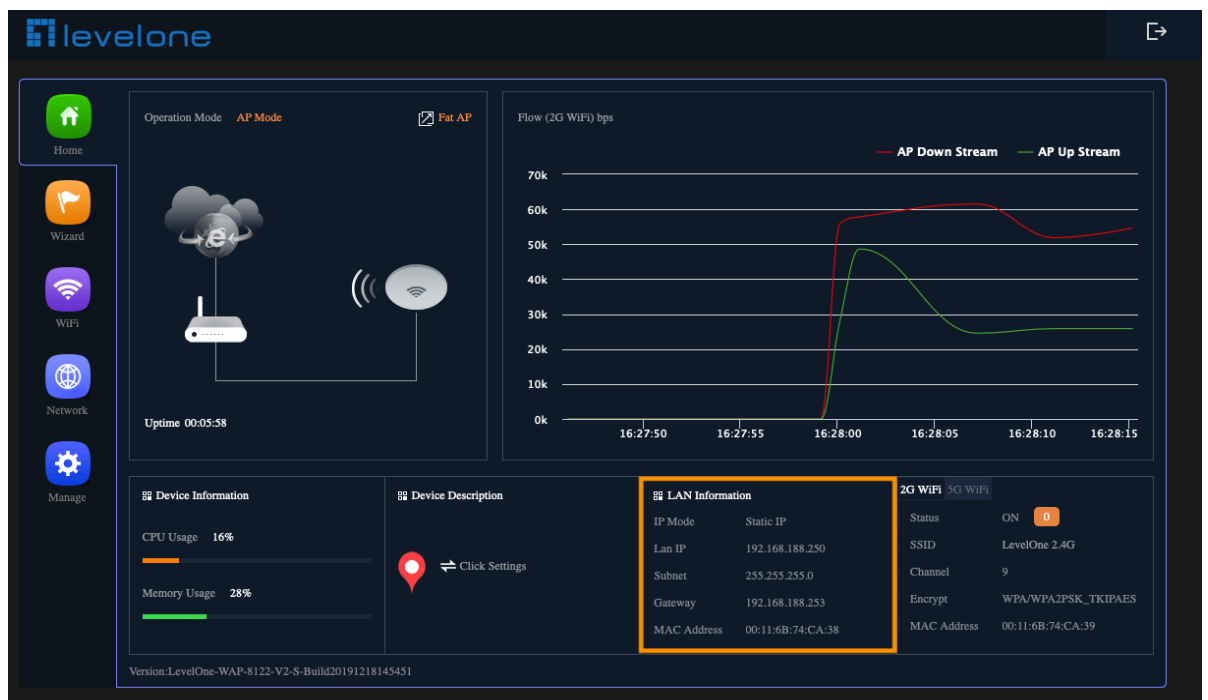 levelone
Home
Wizard
WiFi
Network
Manage
Operation Mode AP Mode Fat AP
Uptime 00:05:58
Flow (2G WiFi) bps
AP Down Stream AP Up Stream
70k
60k
50k
40k
30k
20k
10k
0k
16:27:50 16:27:55 16:28:00 16:28:05 16:28:10 16:28:15
Device Information
CPU Usage 16%
Memory Usage 28%
Device Description
Click Settings
LAN Information
IP Mode Static IP
Lan IP 192.168.188.250
Subnet 255.255.255.0
Gateway 192.168.188.253
MAC Address 00:11:6B:74:CA:38
2G WiFi 5G WiFi
Status ON 0
SSID LevelOne 2.4G
Channel 9
Encrypt WPA/WPA2PSK_TKIPAES
MAC Address 00:11:6B:74:CA:39
Version:LevelOne-WAP-8122-V2-S-Build20191218145451